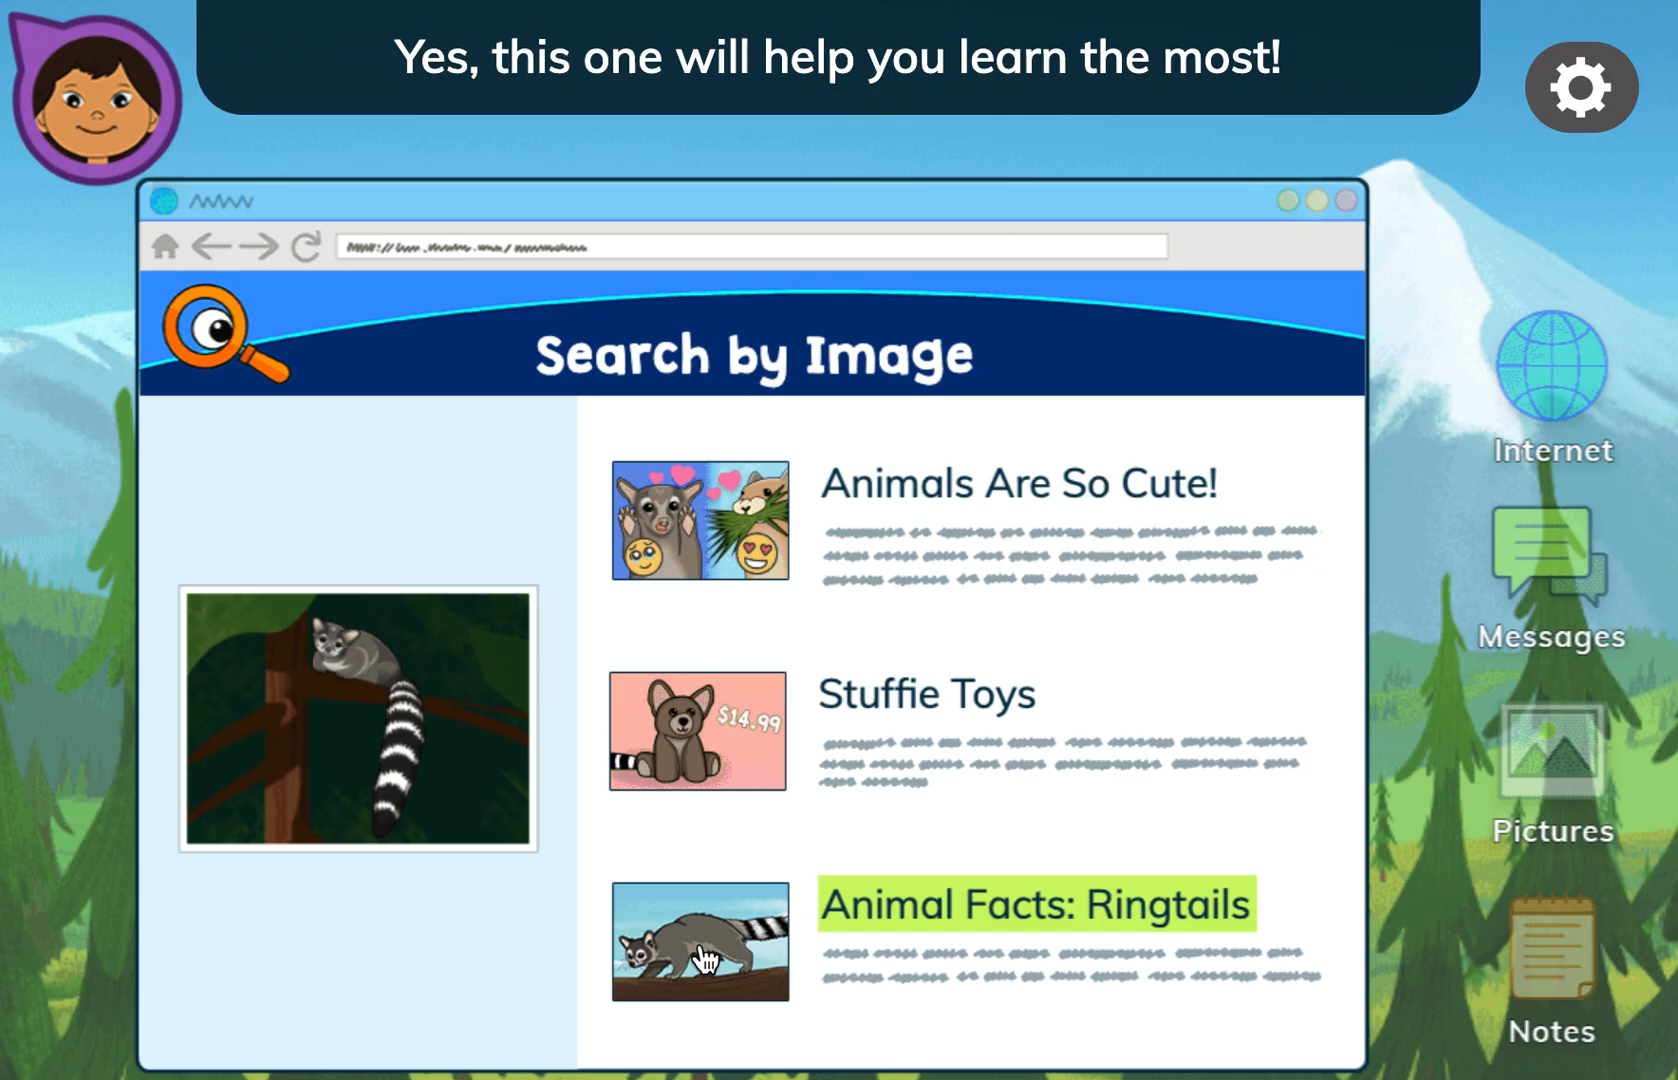 Yes, this one will help you learn the most!
Search by Image
Animals Are So Cute!
Stuffie Toys
$14.99
Animal Facts: Ringtails
Internet
Messages
Pictures
Notes